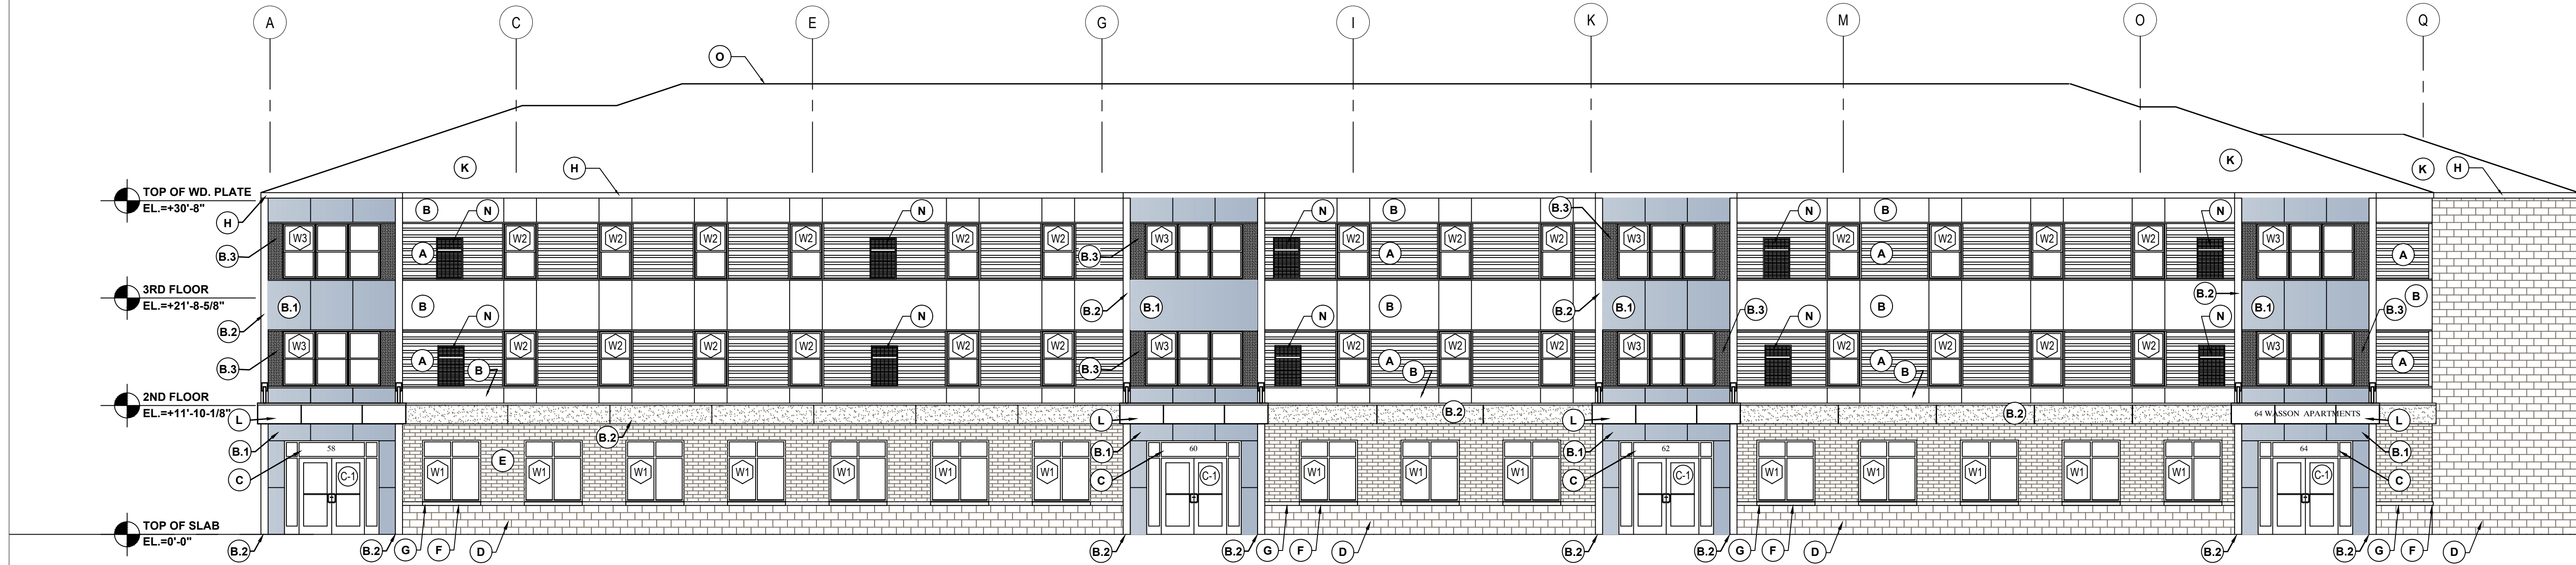 A C E G I K M O Q
O
K H K K H
TOP OF WD. PLATE
EL.=+30'-8"
H
B N N N B B.3 N B N
W3 W2 W2 W2 W2 W2 W2 W3 W2 W2 W2 W3 W2 W2 W2 W2 W3
B.3 A B.3 A A A
3RD FLOOR
EL.=+21'-8-5/8"
B.1 B B.2 B.1 B B.2 B.1 B B.2 B.1 B
B.2 N N N B.3 N N B.3
W3 W2 W2 W2 W2 W2 W2 W3 W2 W2 W2 W3 W2 W2 W2 W2 W3
B.3 A B B.3 A B A B A
2ND FLOOR
EL.=+11'-10-1/8"
L L B.2 L B.2 64 WASSON APARTMENTS L
B.2
B.1 58 E B.1 60 B.1 62 64 B.1
C C-1 W1 W1 W1 W1 W1 W1 W1 C C-1 W1 W1 W1 C C-1 W1 W1 W1 W1 W1 C-1 C
TOP OF SLAB
EL.=0'-0"
B.2 B.2 G F D B.2 B.2 G F D B.2 B.2 G F D B.2 B.2 G F D